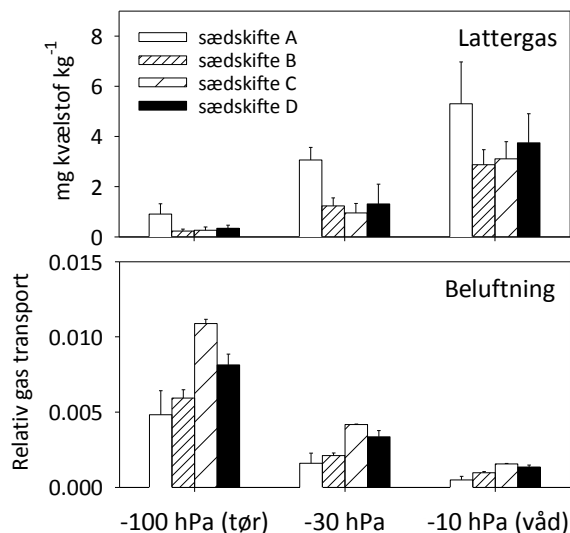 8
6
4
2
0
mg kvælstof kg⁻¹
sædskifte A
sædskifte B
sædskifte C
sædskifte D
Lattergas
0.015
0.010
0.005
0.000
Relativ gas transport
Beluftning
-100 hPa (tør) -30 hPa -10 hPa (våd)